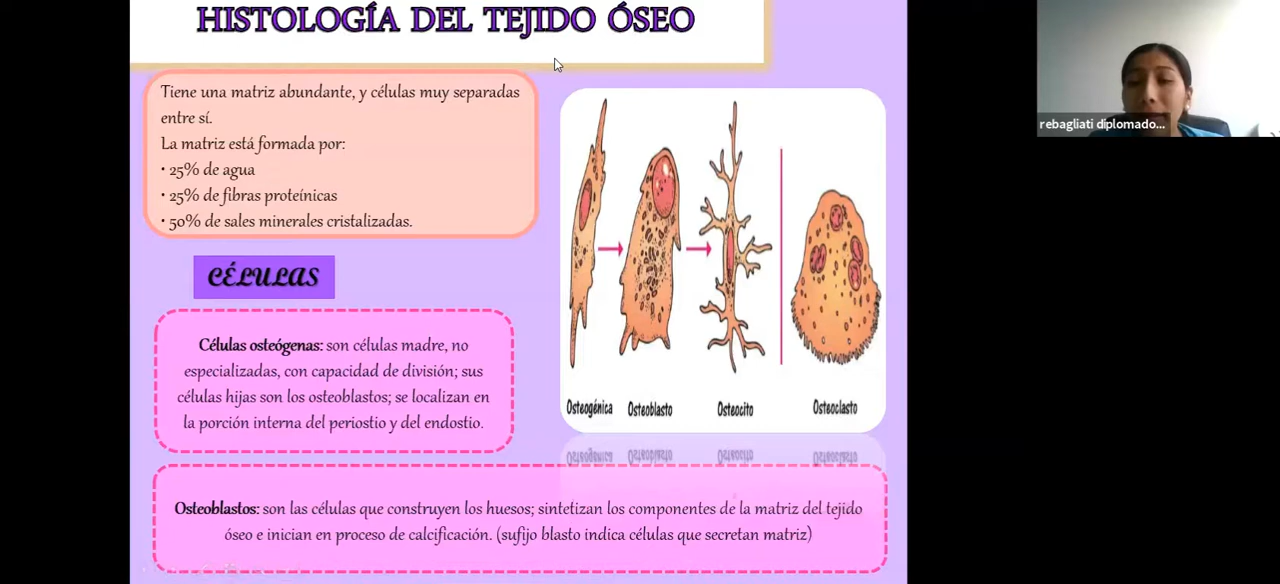 HISTOLOGÍA DEL TEJIDO ÓSEO
Tiene una matriz abundante, y células muy separadas
entre sí.
La matriz está formada por:
• 25% de agua
• 25% de fibras proteínicas
• 50% de sales minerales cristalizadas.
CÉLULAS
Células osteógenas: son células madre, no
especializadas, con capacidad de división; sus
células hijas son los osteoblastos; se localizan en
la porción interna del periostio y del endostio.
Osteogénica Osteoblasto Osteocito Osteoclasto
Osteoblastos: son las células que construyen los huesos; sintetizan los componentes de la matriz del tejido
óseo e inician en proceso de calcificación. (sufijo blasto indica células que secretan matriz)
rebagliati diplomado...